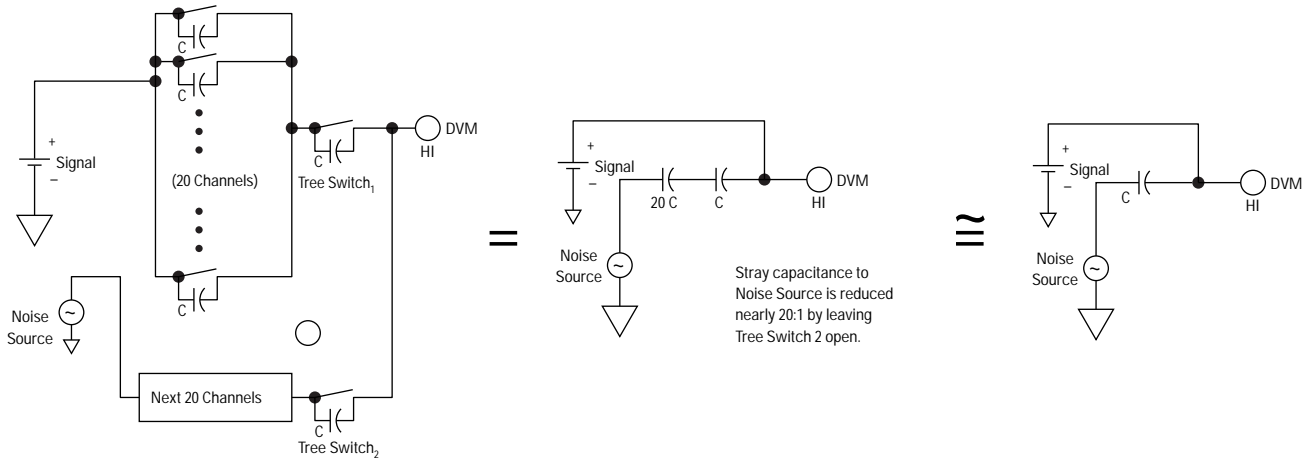 C
C
(20 Channels)
C
+
Signal
–
C
Tree Switch1
DVM
HI
Noise
Source
~
Next 20 Channels
C
Tree Switch2
=
+
Signal
–
20 C
C
DVM
HI
Noise
Source
~
Stray capacitance to
Noise Source is reduced
nearly 20:1 by leaving
Tree Switch 2 open.
≅
+
Signal
–
C
DVM
HI
Noise
Source
~